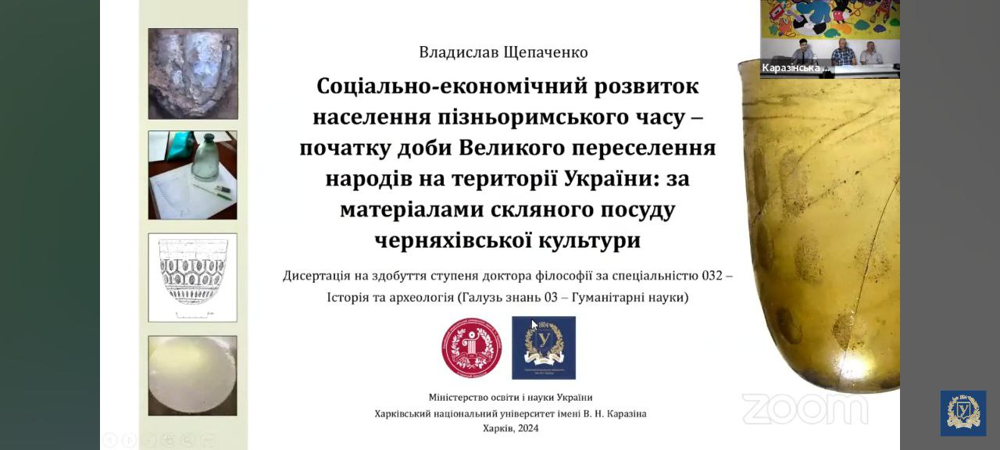 Владислав Щепаченко
Соціально-економічний розвиток
населення пізньоримського часу –
початку доби Великого переселення
народів на території України: за
матеріалами скляного посуду
черняхівської культури
Дисертація на здобуття ступеня доктора філософії за спеціальністю 032 –
Історія та археологія (Галузь знань 03 – Гуманітарні науки)
1804
У
Міністерство освіти і науки України
Харківський національний університет імені В. Н. Каразіна
Харків, 2024
Каразінська ...
zoom
1804
У